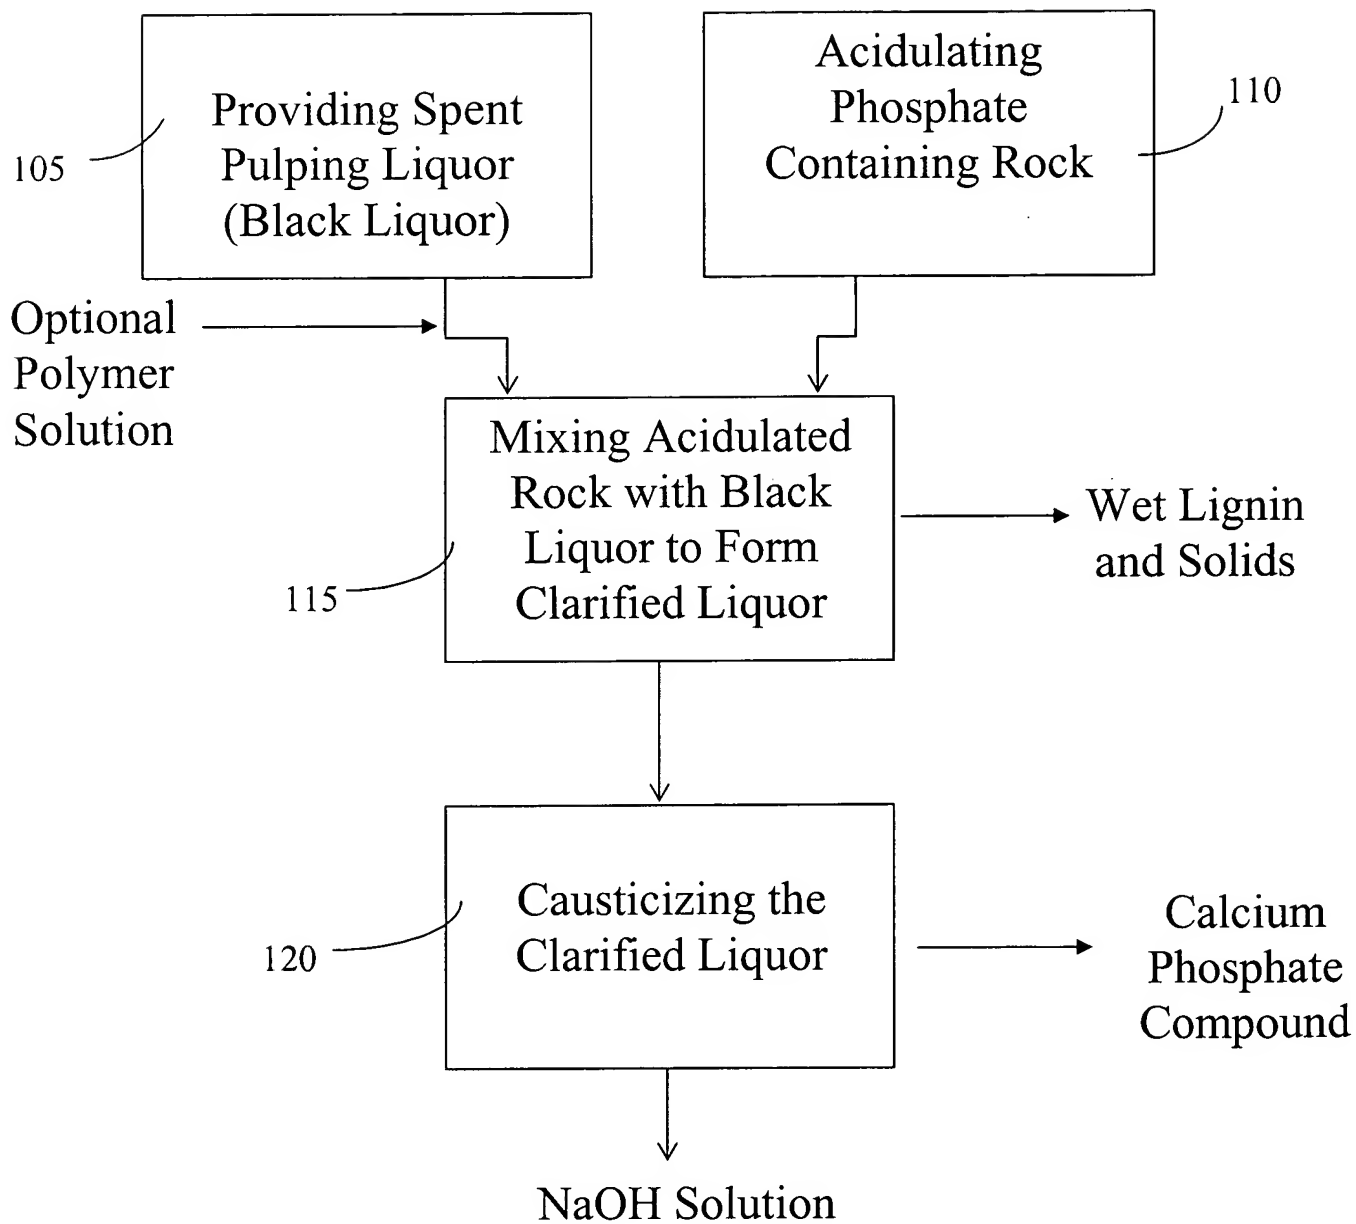 Providing Spent
Pulping Liquor
(Black Liquor)
105
Acidulating
Phosphate
Containing Rock
110
Optional
Polymer
Solution
Mixing Acidulated
Rock with Black
Liquor to Form
Clarified Liquor
115
Wet Lignin
and Solids
Causticizing the
Clarified Liquor
120
Calcium
Phosphate
Compound
NaOH Solution